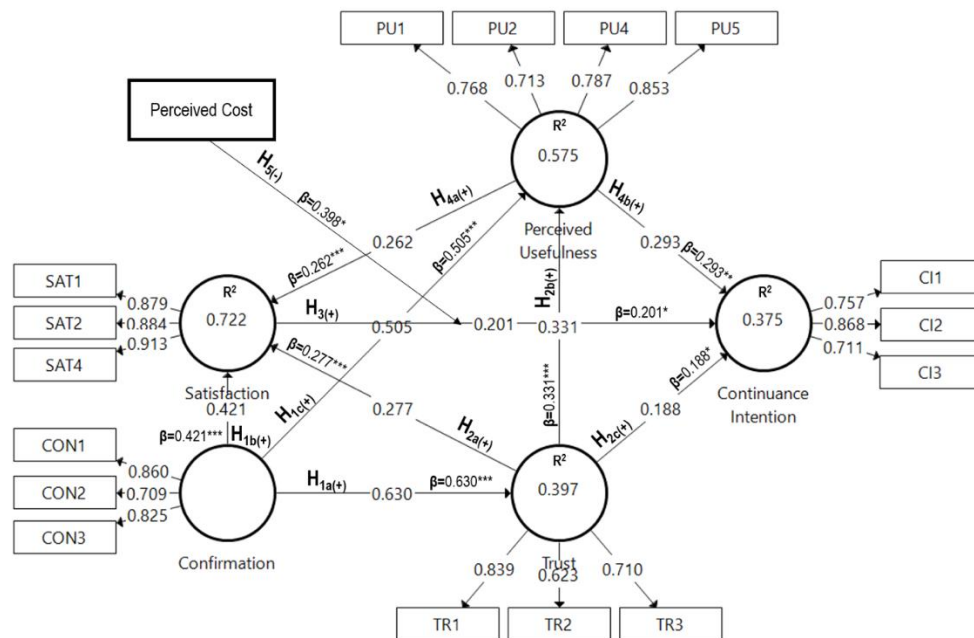 PU1
PU2
PU4
PU5
0.768
0.713
0.787
0.853
Perceived Cost
R²
0.575
H5(-)
β=0.398*
H4a(+)
0.262
β=0.262***
β=0.505***
Perceived
Usefulness
H4b(+)
0.293
β=0.293**
SAT1
SAT2
SAT4
0.879
0.884
0.913
R²
0.722
Satisfaction
H3(+)
0.505
0.201
H2b(+)
0.331
β=0.201*
R²
0.375
Continuance
Intention
0.757
0.868
0.711
CI1
CI2
CI3
β=0.277***
0.277
H1c(+)
0.421
β=0.421***
H1b(+)
H2a(+)
β=0.331***
β=0.188*
0.188
H2c(+)
CON1
CON2
CON3
0.860
0.709
0.825
Confirmation
H1a(+)
0.630
β=0.630***
R²
0.397
Trust
0.839
0.623
0.710
TR1
TR2
TR3